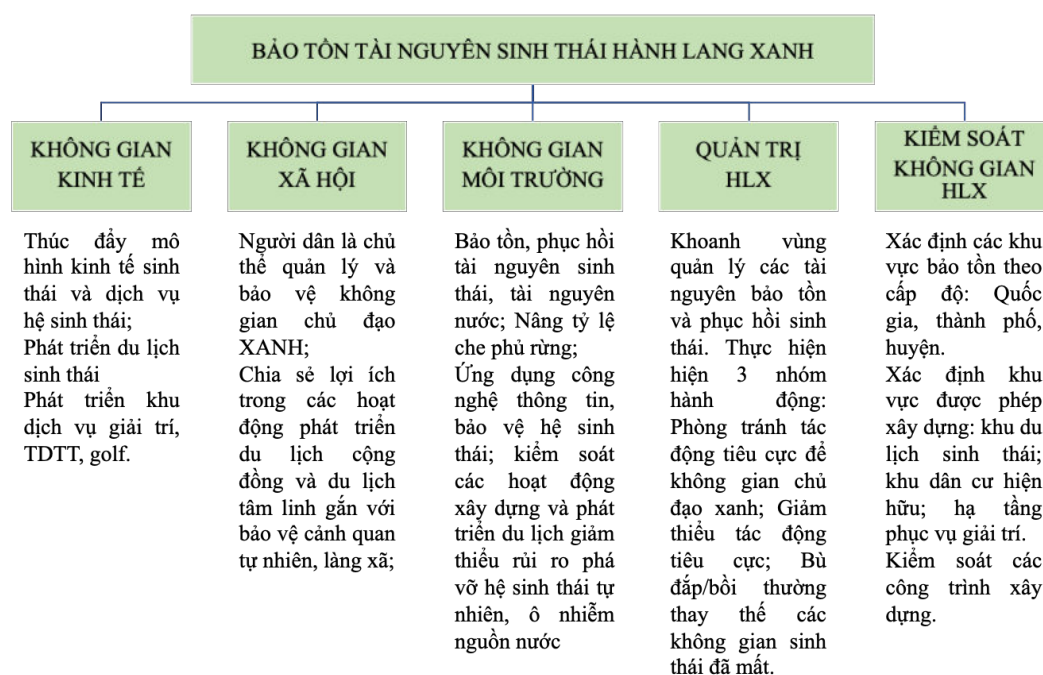 BẢO TỒN TÀI NGUYÊN SINH THÁI HÀNH LANG XANH
KHÔNG GIAN
KINH TẾ
Thúc đẩy mô
hình kinh tế sinh
thái và dịch vụ
hệ sinh thái;
Phát triển du lịch
sinh thái
Phát triển khu
dịch vụ giải trí,
TDTT, golf.
KHÔNG GIAN
XÃ HỘI
Người dân là chủ
thể quản lý và
bảo vệ không
gian chủ đạo
XANH;
Chia sẻ lợi ích
trong các hoạt
động phát triển
du lịch cộng
đồng và du lịch
tâm linh gắn với
bảo vệ cảnh quan
tự nhiên, làng xã;
KHÔNG GIAN
MÔI TRƯỜNG
Bảo tồn, phục hồi
tài nguyên sinh
thái, tài nguyên
nước; Nâng tỷ lệ
che phủ rừng;
Ứng dụng công
nghệ thông tin,
bảo vệ hệ sinh
thái; kiểm soát
các hoạt động
xây dựng và phát
triển du lịch giảm
thiểu rủi ro phá
vỡ hệ sinh thái tự
nhiên, ô nhiễm
nguồn nước
QUẢN TRỊ
HLX
Khoanh vùng
quản lý các tài
nguyên bảo tồn
và phục hồi sinh
thái. Thực hiện
hiện 3 nhóm
hành động:
Phòng tránh tác
động tiêu cực để
không gian chủ
đạo xanh; Giảm
thiểu tác động
tiêu cực; Bù
đắp/bồi thường
thay thế các
không gian sinh
thái đã mất.
KIỂM SOÁT
KHÔNG GIAN
HLX
Xác định các khu
vực bảo tồn theo
cấp độ: Quốc
gia, thành phố,
huyện.
Xác định khu
vực được phép
xây dựng: khu du
lịch sinh thái;
khu dân cư hiện
hữu; hạ tầng
phục vụ giải trí.
Kiểm soát các
công trình xây
dựng.